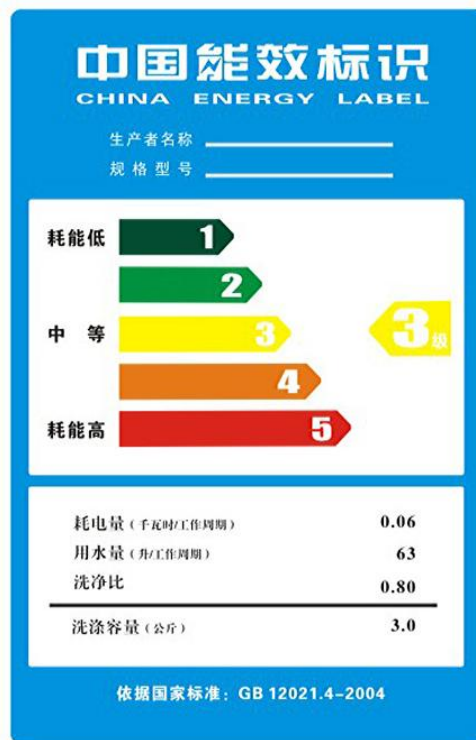 中国能效标识
CHINA ENERGY LABEL
生产者名称
规格型号
耗能低
1
2
中 等
3
3级
4
耗能高
5
耗电量（千瓦时/工作周期） 0.06
用水量（升/工作周期） 63
洗净比 0.80
洗涤容量（公斤） 3.0
依据国家标准：GB 12021.4-2004